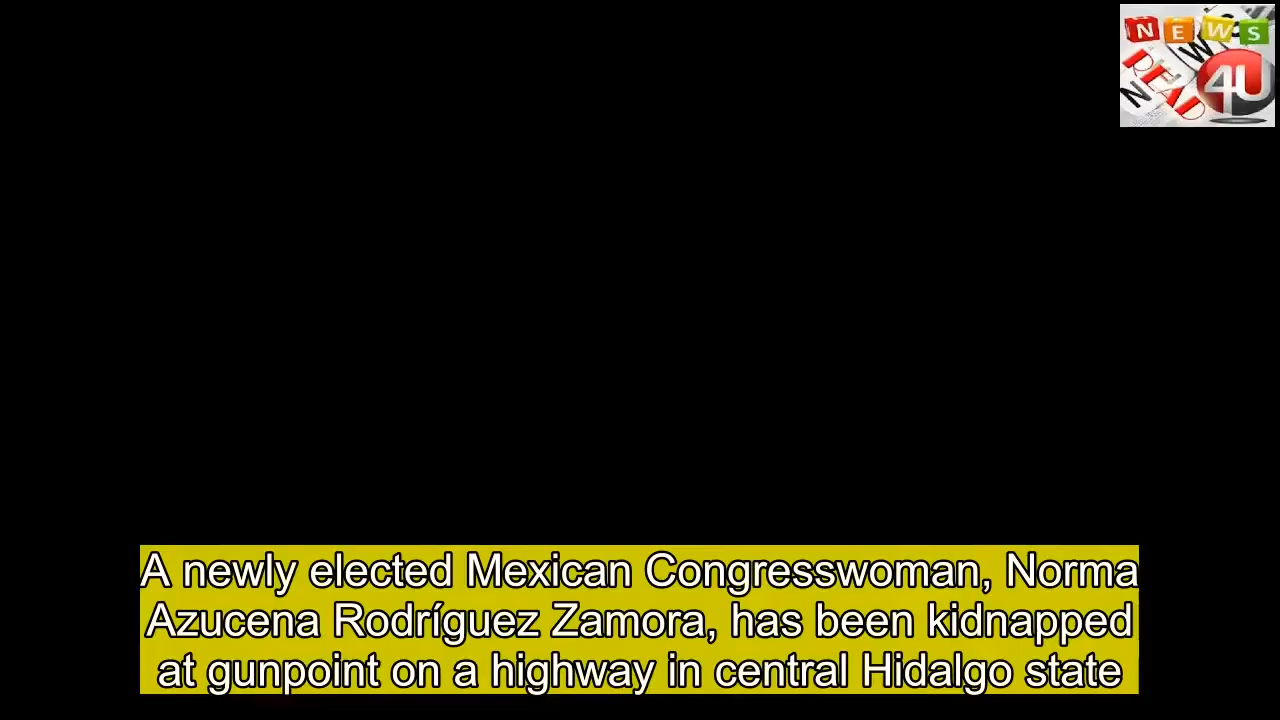 NEWS
READ
4U
A newly elected Mexican Congresswoman, Norma
Azucena Rodríguez Zamora, has been kidnapped
at gunpoint on a highway in central Hidalgo state